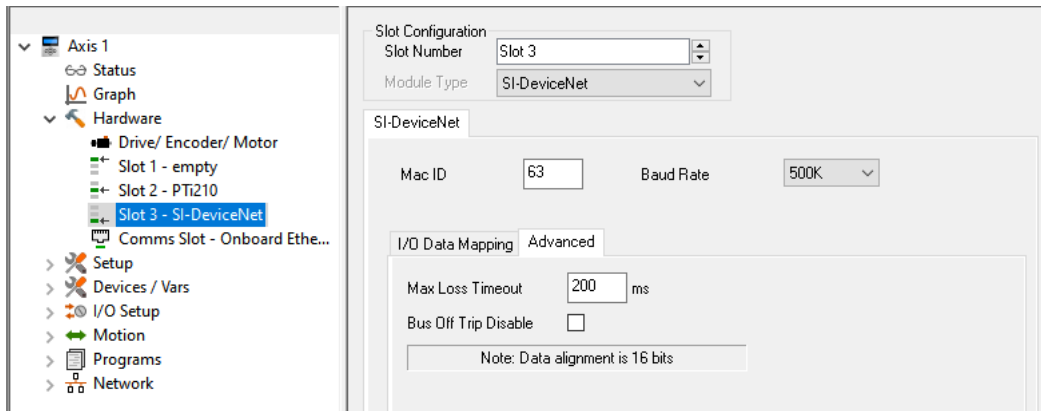 Axis 1
Status
Graph
Hardware
Drive/ Encoder/ Motor
Slot 1 - empty
Slot 2 - PTi210
Slot 3 - SI-DeviceNet
Comms Slot - Onboard Ethe...
Setup
Devices / Vars
I/O Setup
Motion
Programs
Network
Slot Configuration
Slot Number Slot 3
Module Type SI-DeviceNet
SI-DeviceNet
Mac ID 63 Baud Rate 500K
I/O Data Mapping Advanced
Max Loss Timeout 200 ms
Bus Off Trip Disable
Note: Data alignment is 16 bits